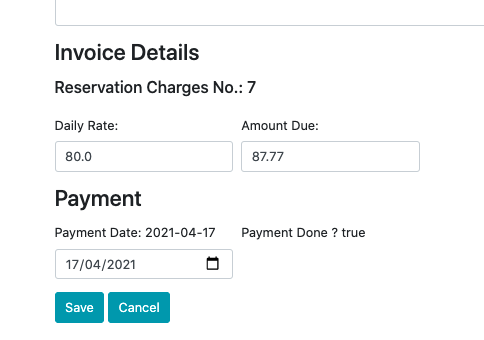 Invoice Details
Reservation Charges No.: 7
Daily Rate: Amount Due:
80.0 87.77
Payment
Payment Date: 2021-04-17 Payment Done ? true
17/04/2021
Save Cancel